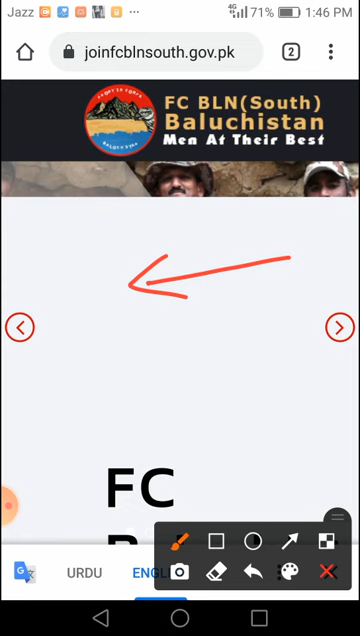 Jazz 4G 71% 1:46 PM
joinfcblnsouth.gov.pk 2
FC BLN(South)
Baluchistan
Men At Their Best
FC
URDU ENGL